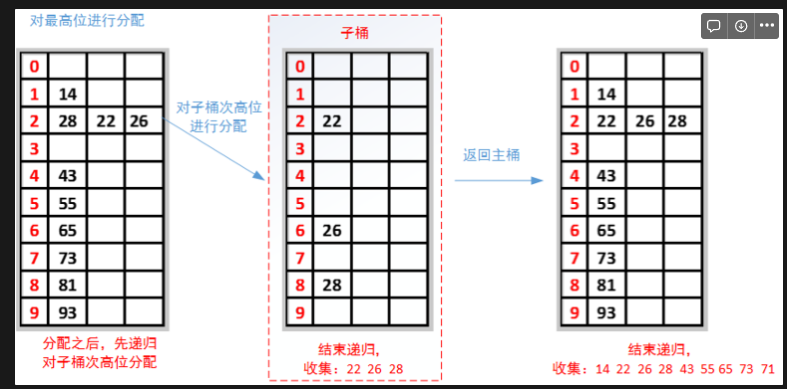 对最高位进行分配
0
1 14
2 28 22 26
3
4 43
5 55
6 65
7 73
8 81
9 93
分配之后，先递归
对子桶次高位分配
对子桶次高位
进行分配
子桶
0
1
2 22
3
4
5
6 26
7
8 28
9
结束递归，
收集：22 26 28
返回主桶
0
1 14
2 22 26 28
3
4 43
5 55
6 65
7 73
8 81
9 93
结束递归，
收集：14 22 26 28 43 55 65 73 71